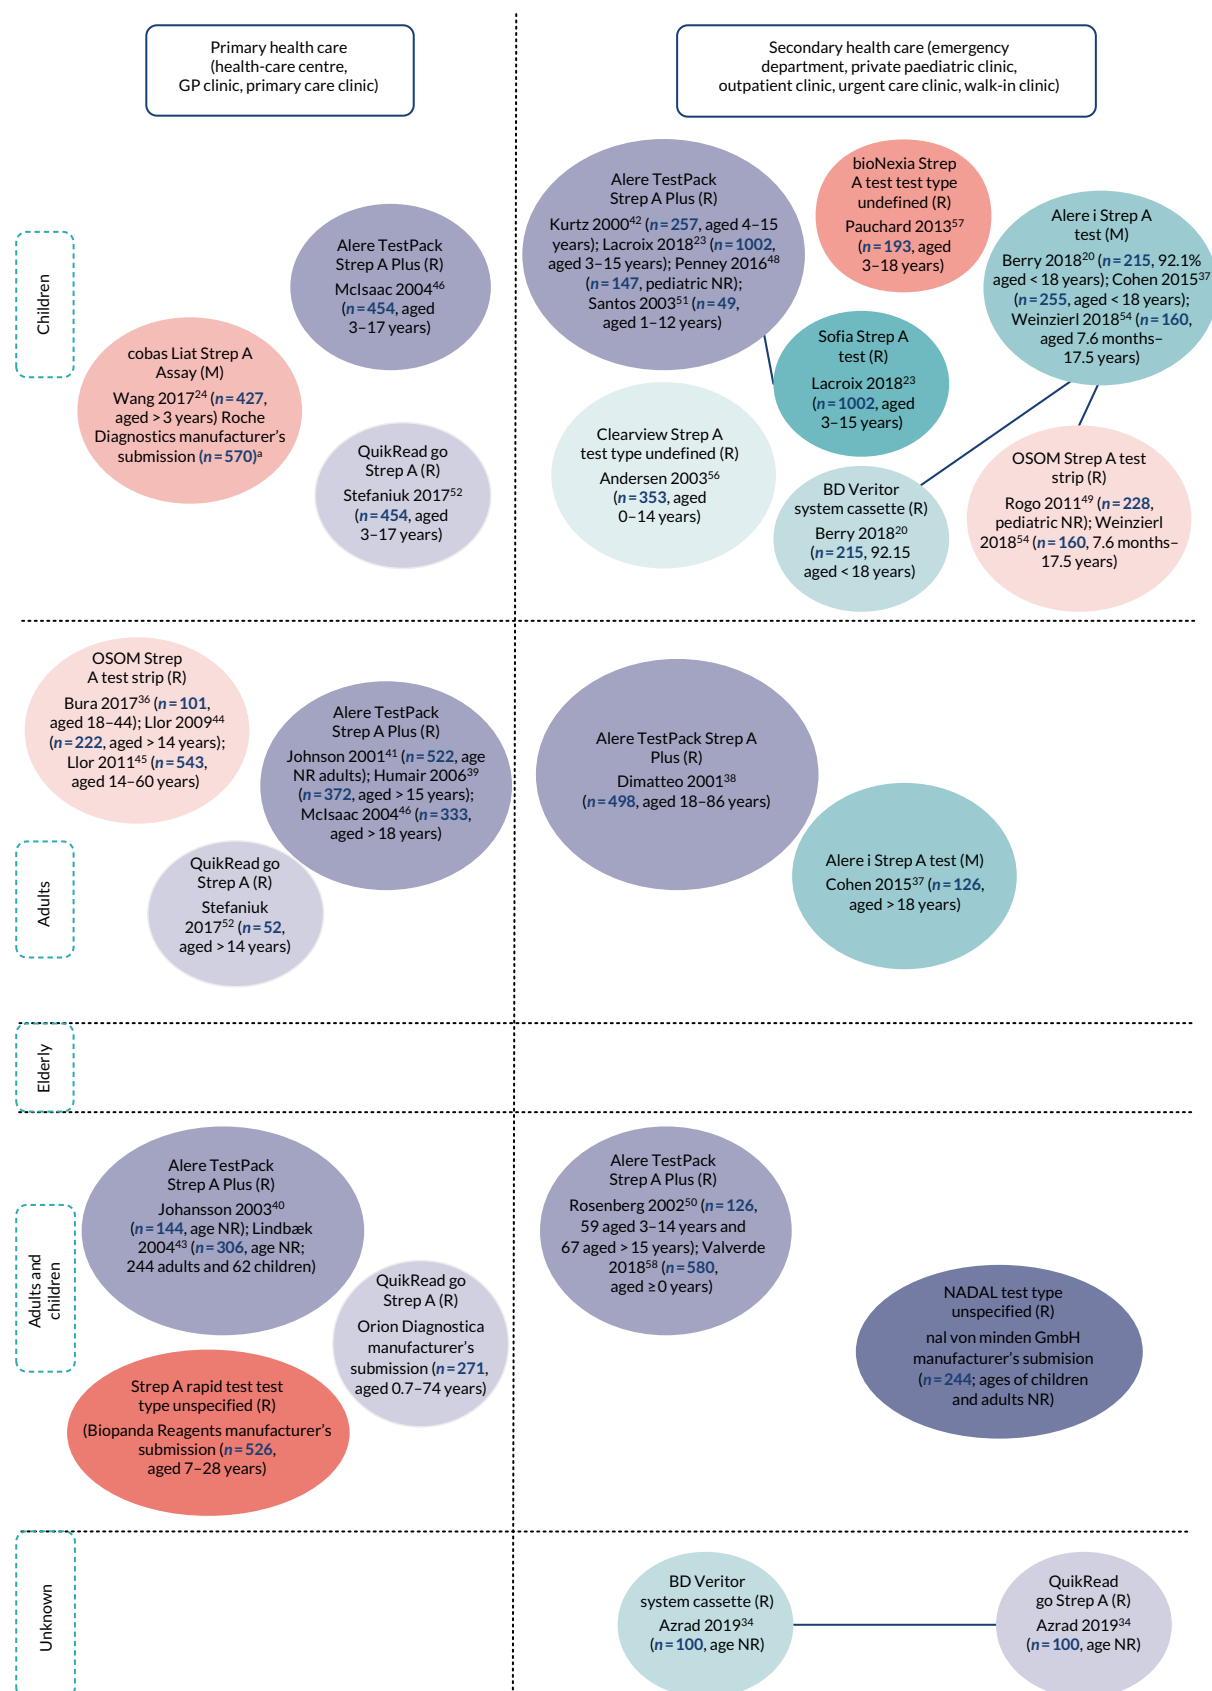 Primary health care
(health-care centre,
GP clinic, primary care clinic)
Secondary health care (emergency
department, private paediatric clinic,
outpatient clinic, urgent care clinic, walk-in clinic)
Children
cobas Liat Strep A
Assay (M)
Wang 2017²⁴ (n=427,
aged > 3 years) Roche
Diagnostics manufacturer's
submission (n=570)ᵃ
Alere TestPack
Strep A Plus (R)
McIsaac 2004⁴⁶
(n=454, aged
3–17 years)
QuikRead go
Strep A (R)
Stefaniuk 2017⁵²
(n=454, aged
3–17 years)
Alere TestPack
Strep A Plus (R)
Kurtz 2000⁴² (n=257, aged 4–15
years); Lacroix 2018²³ (n=1002,
aged 3–15 years); Penney 2016⁴⁸
(n=147, pediatric NR);
Santos 2003⁵¹ (n=49,
aged 1–12 years)
bioNexia Strep
A test test type
undefined (R)
Pauchard 2013⁵⁷
(n=193, aged
3–18 years)
Alere i Strep A
test (M)
Berry 2018²⁰ (n=215, 92.1%
aged < 18 years); Cohen 2015³⁷
(n=255, aged < 18 years);
Weinzierl 2018⁵⁴ (n=160,
aged 7.6 months–
17.5 years)
Sofia Strep A
test (R)
Lacroix 2018²³
(n=1002, aged
3–15 years)
Clearview Strep A
test type undefined (R)
Andersen 2003⁵⁶
(n=353, aged
0–14 years)
BD Veritor
system cassette (R)
Berry 2018²⁰
(n=215, 92.15
aged < 18 years)
OSOM Strep A test
strip (R)
Rogo 2011⁴⁹ (n=228,
pediatric NR); Weinzierl
2018⁵⁴ (n=160, 7.6 months–
17.5 years)
Adults
OSOM Strep
A test strip (R)
Bura 2017³⁶ (n=101,
aged 18–44); Llor 2009⁴⁴
(n=222, aged > 14 years);
Llor 2011⁴⁵ (n=543,
aged 14–60 years)
Alere TestPack
Strep A Plus (R)
Johnson 2001⁴¹ (n=522, age
NR adults); Humair 2006³⁹
(n=372, aged > 15 years);
McIsaac 2004⁴⁶ (n=333,
aged > 18 years)
QuikRead go
Strep A (R)
Stefaniuk
2017⁵² (n=52,
aged > 14 years)
Alere TestPack Strep A
Plus (R)
Dimatteo 2001³⁸
(n=498, aged 18–86 years)
Alere i Strep A test (M)
Cohen 2015³⁷ (n=126,
aged > 18 years)
Elderly
Adults and
children
Alere TestPack
Strep A Plus (R)
Johansson 2003⁴⁰
(n=144, age NR); Lindbæk
2004⁴³ (n=306, age NR;
244 adults and 62 children)
QuikRead go
Strep A (R)
Orion Diagnostica
manufacturer's
submission (n=271,
aged 0.7–74 years)
Strep A rapid test test
type unspecified (R)
(Biopanda Reagents manufacturer's
submission (n=526,
aged 7–28 years)
Alere TestPack
Strep A Plus (R)
Rosenberg 2002⁵⁰ (n=126,
59 aged 3–14 years and
67 aged > 15 years); Valverde
2018⁵⁸ (n=580,
aged ≥0 years)
NADAL test type
unspecified (R)
nal von minden GmbH
manufacturer's submision
(n=244; ages of children
and adults NR)
Unknown
BD Veritor
system cassette (R)
Azrad 2019³⁴
(n=100, age NR)
QuikRead
go Strep A (R)
Azrad 2019³⁴
(n=100, age NR)